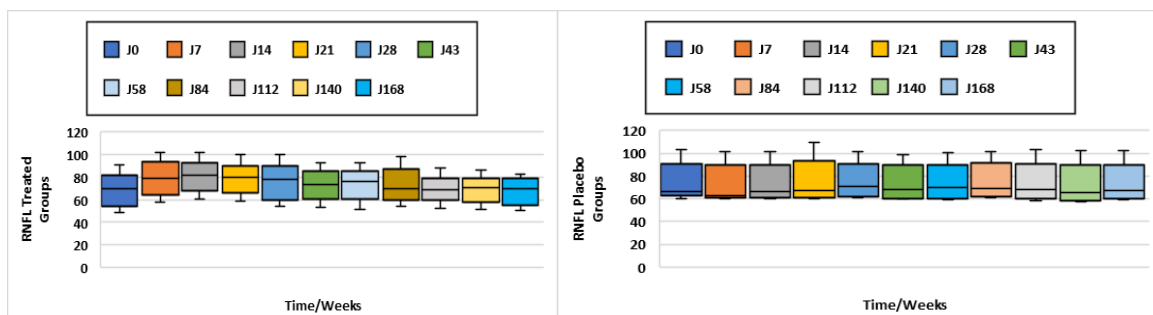 J0 J7 J14 J21 J28 J43
J58 J84 J112 J140 J168
120
100
80
60
40
20
0
RNFL Treated
Groups
Time/Weeks
J0 J7 J14 J21 J28 J43
J58 J84 J112 J140 J168
120
100
80
60
40
20
0
RNFL Placebo
Groups
Time/Weeks